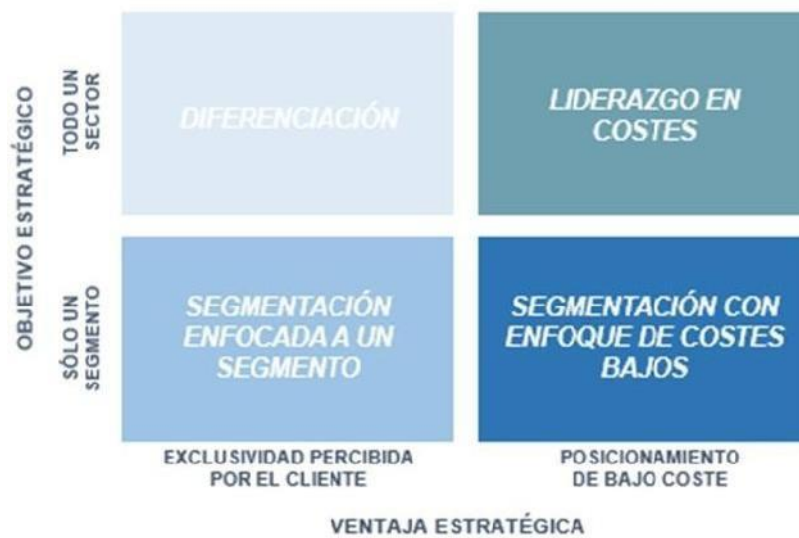 OBJETIVO ESTRATÉGICO
TODO UN
SECTOR
DIFERENCIACIÓN
LIDERAZGO EN
COSTES
SÓLO UN
SEGMENTO
SEGMENTACIÓN
ENFOCADA A UN
SEGMENTO
SEGMENTACIÓN CON
ENFOQUE DE COSTES
BAJOS
EXCLUSIVIDAD PERCIBIDA
POR EL CLIENTE
POSICIONAMIENTO
DE BAJO COSTE
VENTAJA ESTRATÉGICA